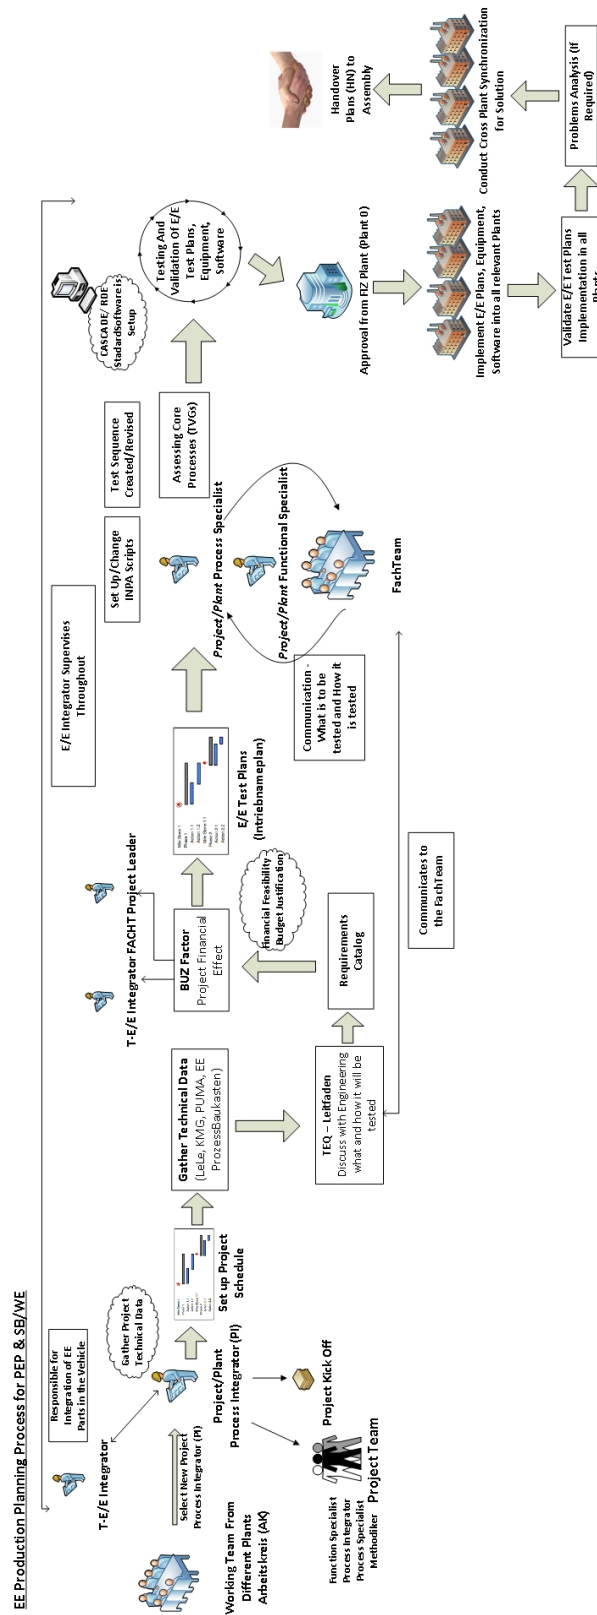 EE Production Planning Process for PEP & SB/WE
T-E/E Integrator
Responsible for
Integration of EE
Parts in the Vehicle
Working Team From
Different Plants
Arbeitskreis (AK)
Select New Project
Process Integrator (PI)
Gather Project
Technical Data
Project/Plant
Process Integrator (PI)
Project Kick Off
Function Specialist
Process Integrator
Process Specialist
Methodiker
Project Team
Set up Project
Schedule
Gather Technical Data
(LeLe, KMG, PUMA, EE
ProzessBaukasten)
TEQ – Leitfaden
Discuss with Engineering
what and how it will be
tested
Requirements
Catalog
Financial Feasibility –
Budget Justification
BUZ Factor
Project Financial
Effect
T-E/E Integrator FACHT Project Leader
E/E Test Plans
(Intriebnameplan)
Communicates to
the FachTeam
E/E Integrator Supervises
Throughout
Set Up/Change
INPA Scripts
Test Sequence
Created/Revised
Project/Plant Process Specialist
Project/Plant Functional Specialist
FachTeam
Communication -
What is to be
tested and How it
is tested
Assessing Core
Processes (TVGs)
CASCADE/ RDE
StadardSoftware is
Setup
Testing And
Validation Of E/E
Test Plans,
Equipment,
Software
Approval from FIZ Plant (Plant 0)
Implement E/E Plans, Equipment,
Software into all relevant Plants
Validate E/E Test Plans
Implementation in all
Problems Analysis (If
Required)
Conduct Cross Plant Synchronization
for Solution
Handover
Plans (HN) to
Assembly